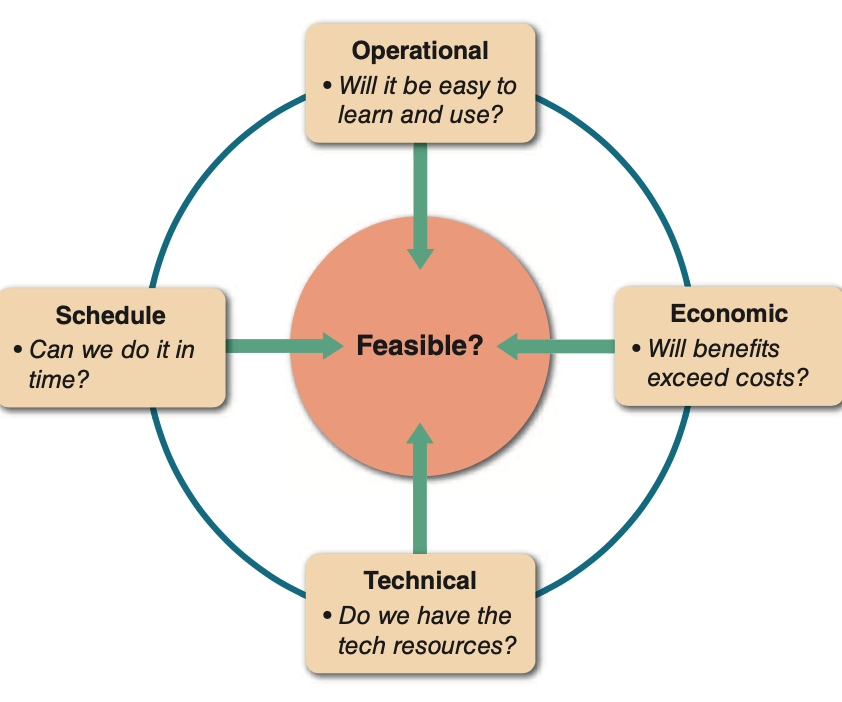 Operational
• Will it be easy to
learn and use?
Schedule
• Can we do it in
time?
Feasible?
Economic
• Will benefits
exceed costs?
Technical
• Do we have the
tech resources?